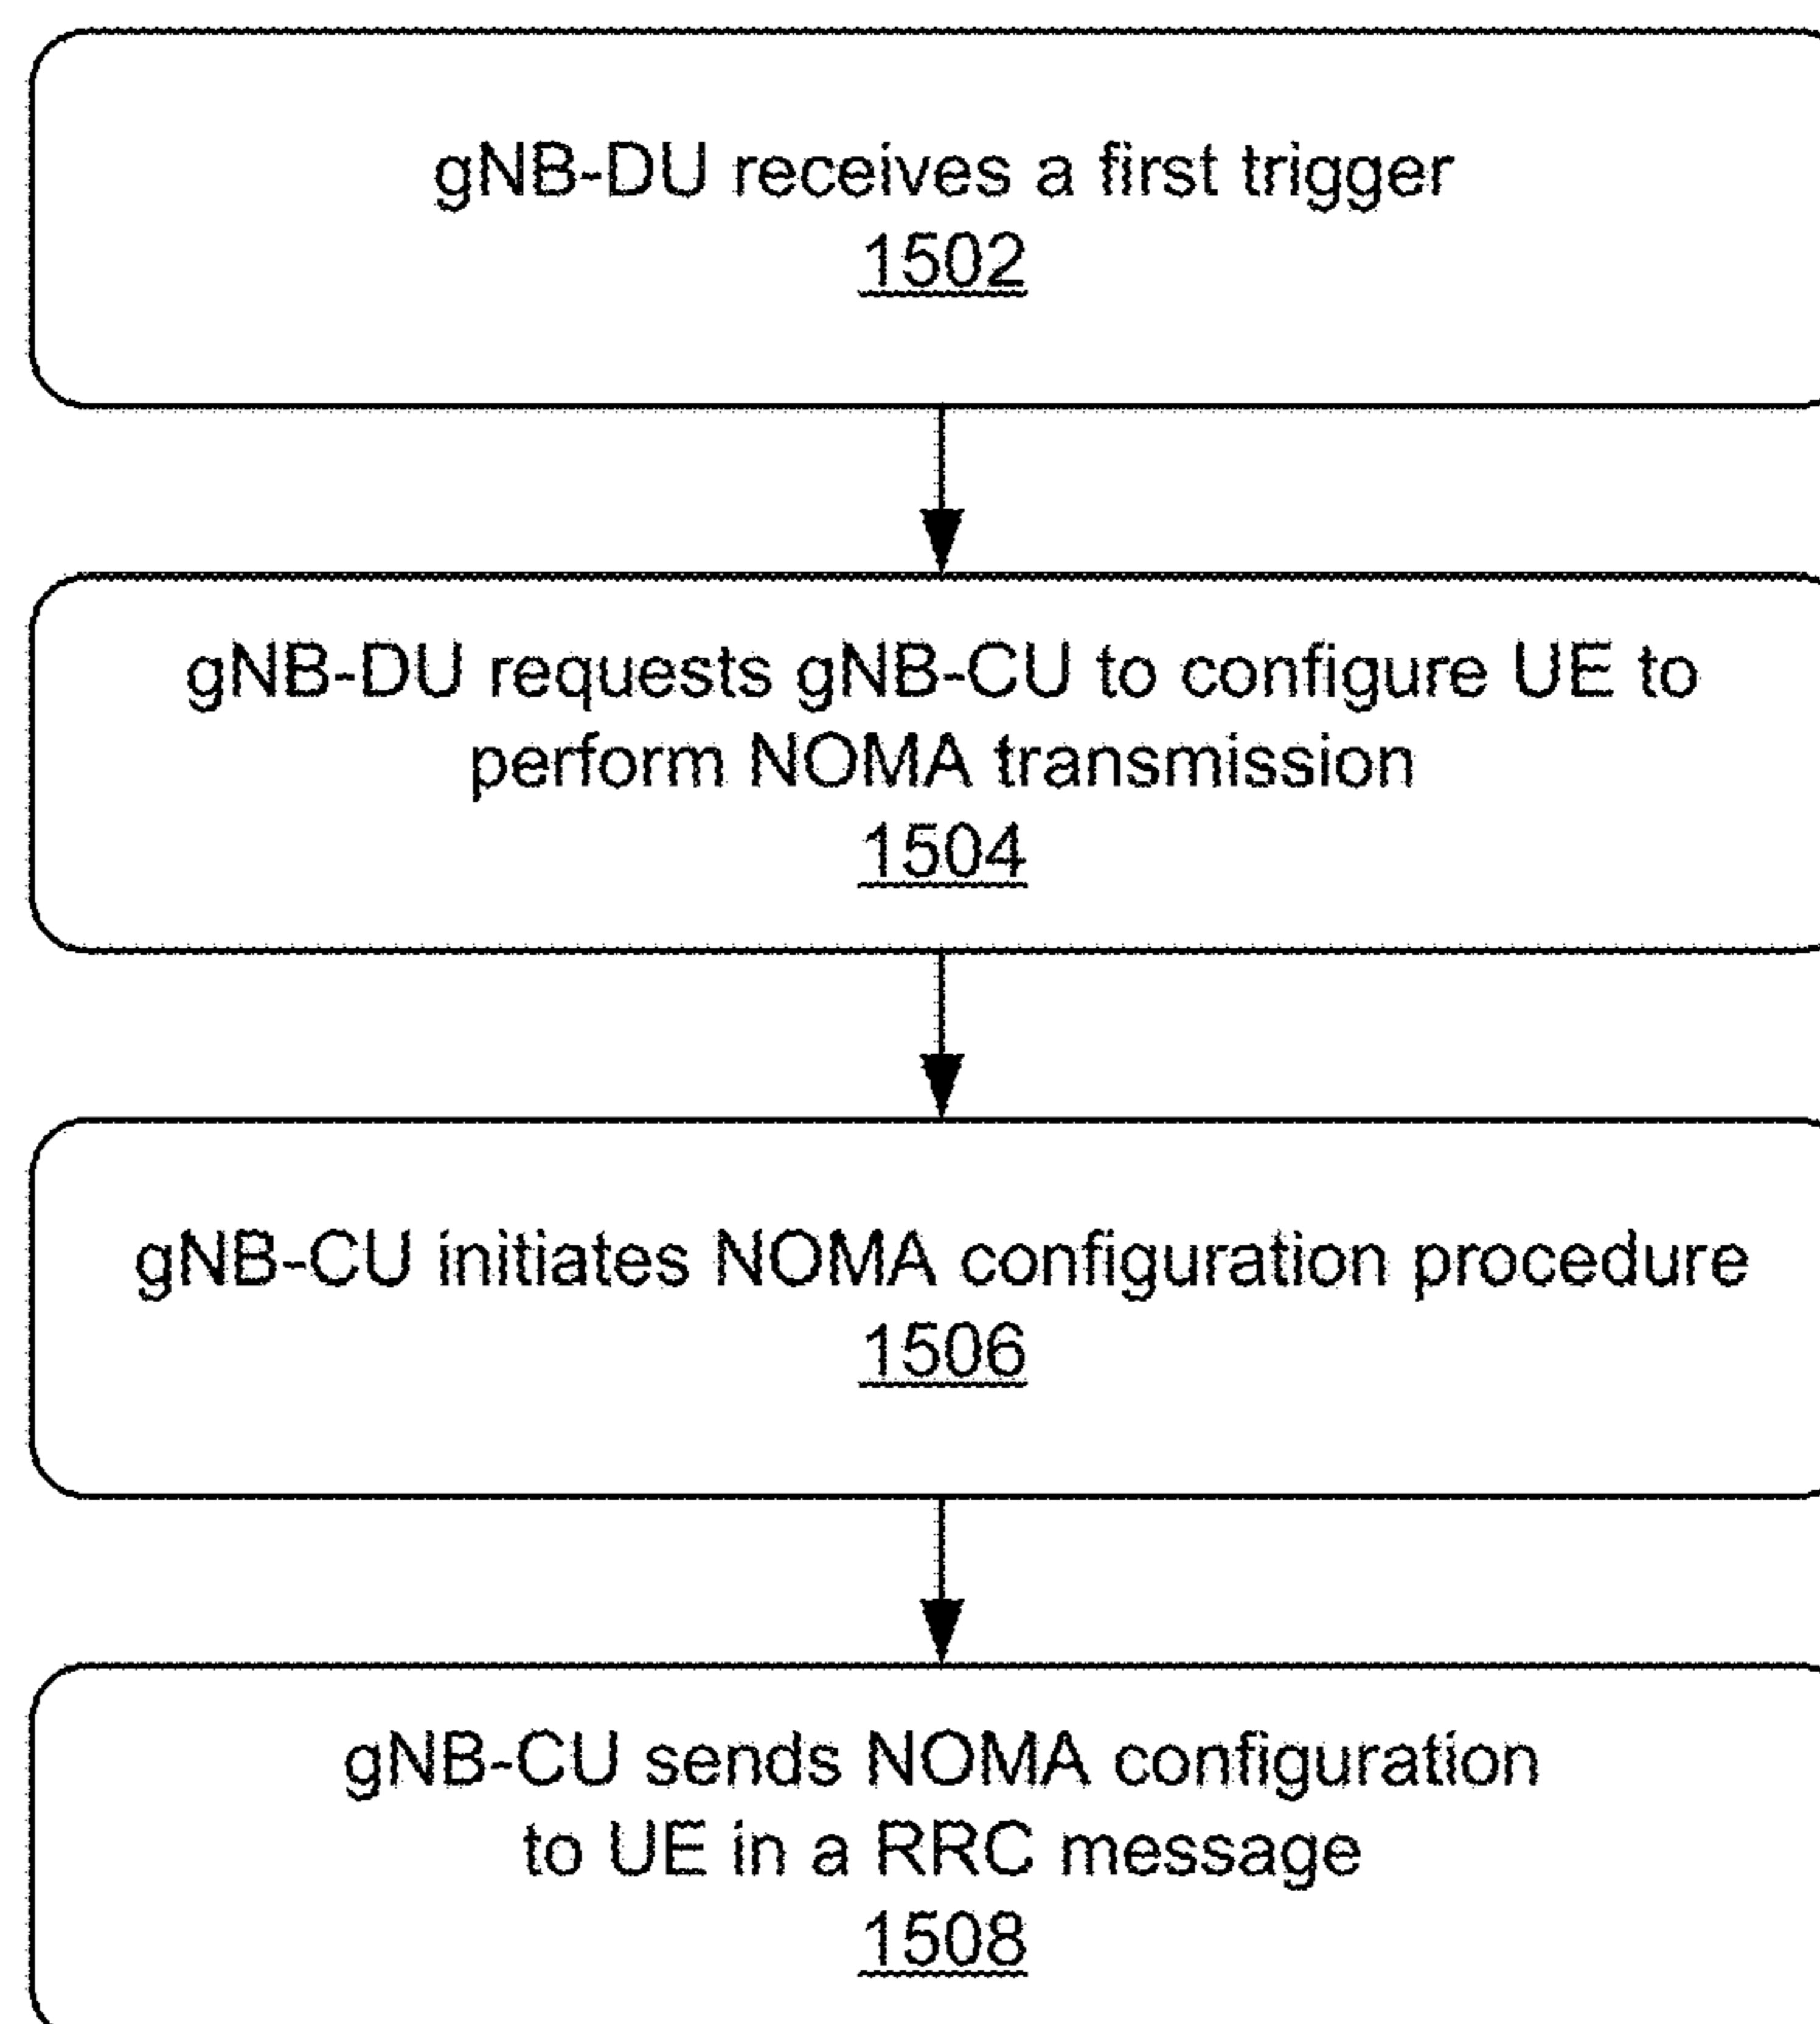 gNB-DU receives a first trigger
1502
gNB-DU requests gNB-CU to configure UE to
perform NOMA transmission
1504
gNB-CU initiates NOMA configuration procedure
1506
gNB-CU sends NOMA configuration
to UE in a RRC message
1508